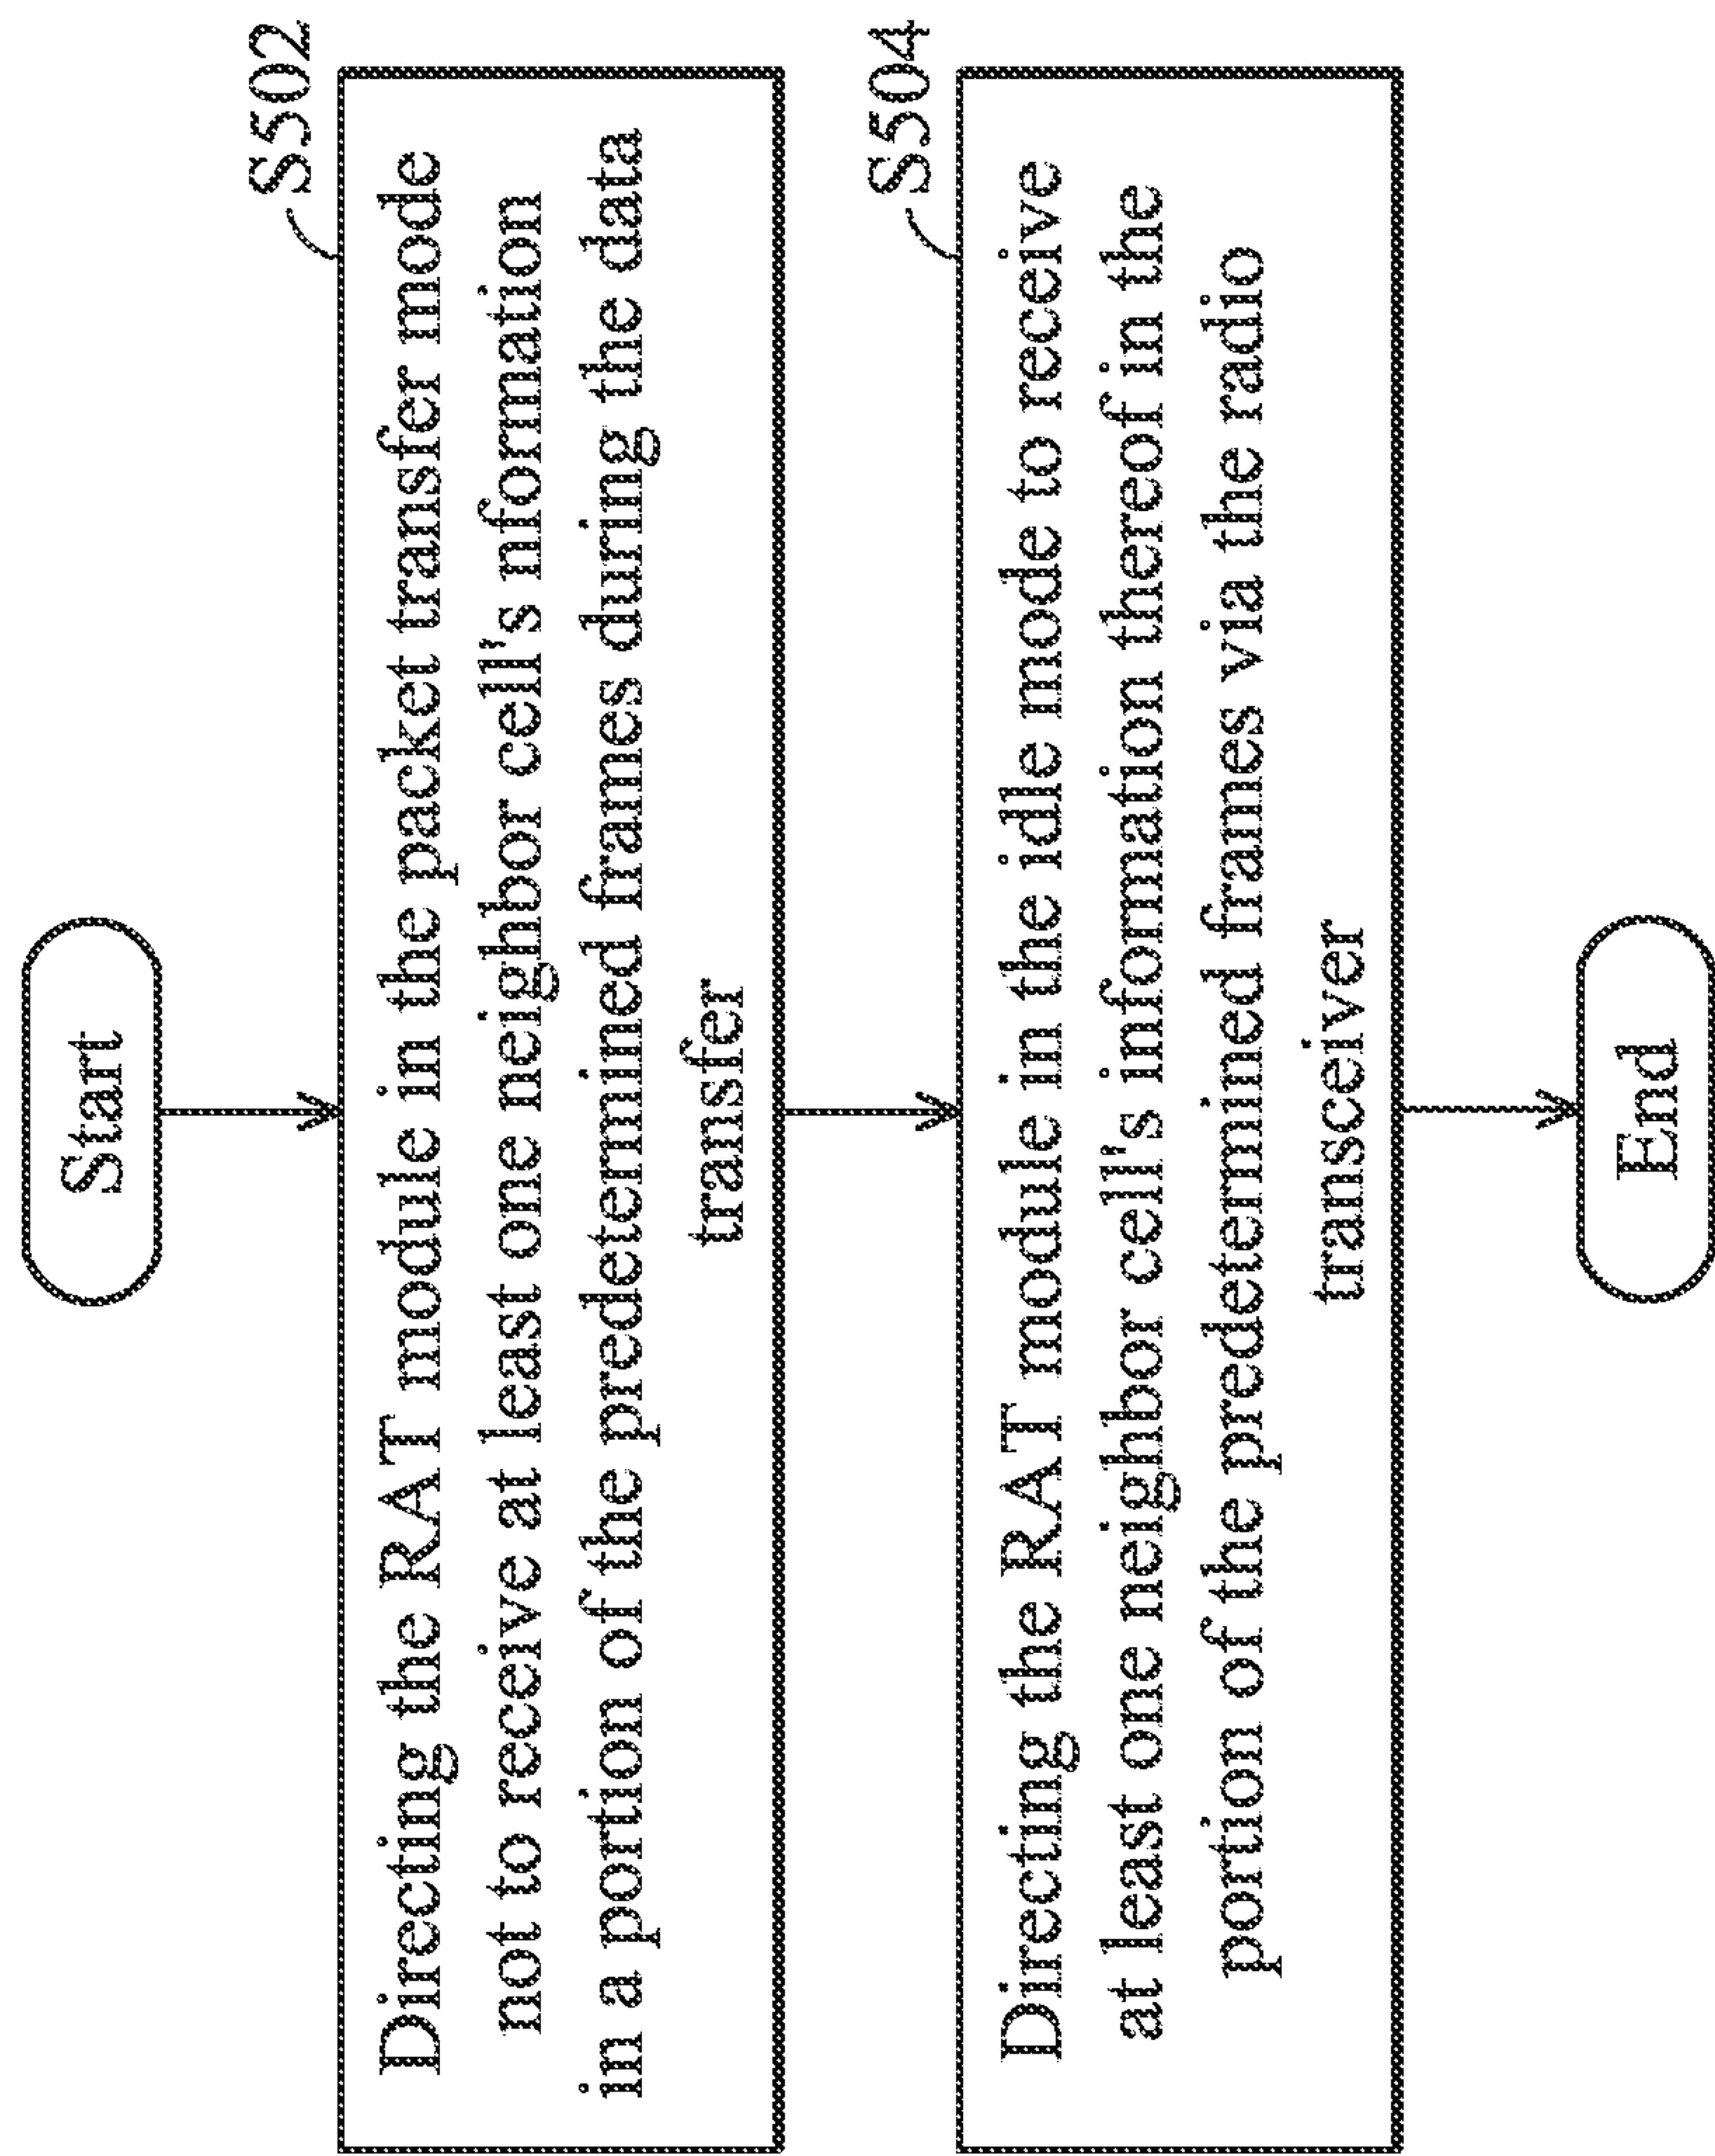 Start
S502
Directing the RAT module in the packet transfer mode
not to receive at least one neighbor cell's nformation
in a portion of the predetermined frames during the data
transfer
S504
Directing the RAT module in the idle mode to receive
at least one neighbor cell's information thereof in the
portion of the predetermined frames via the radio
transceiver
End